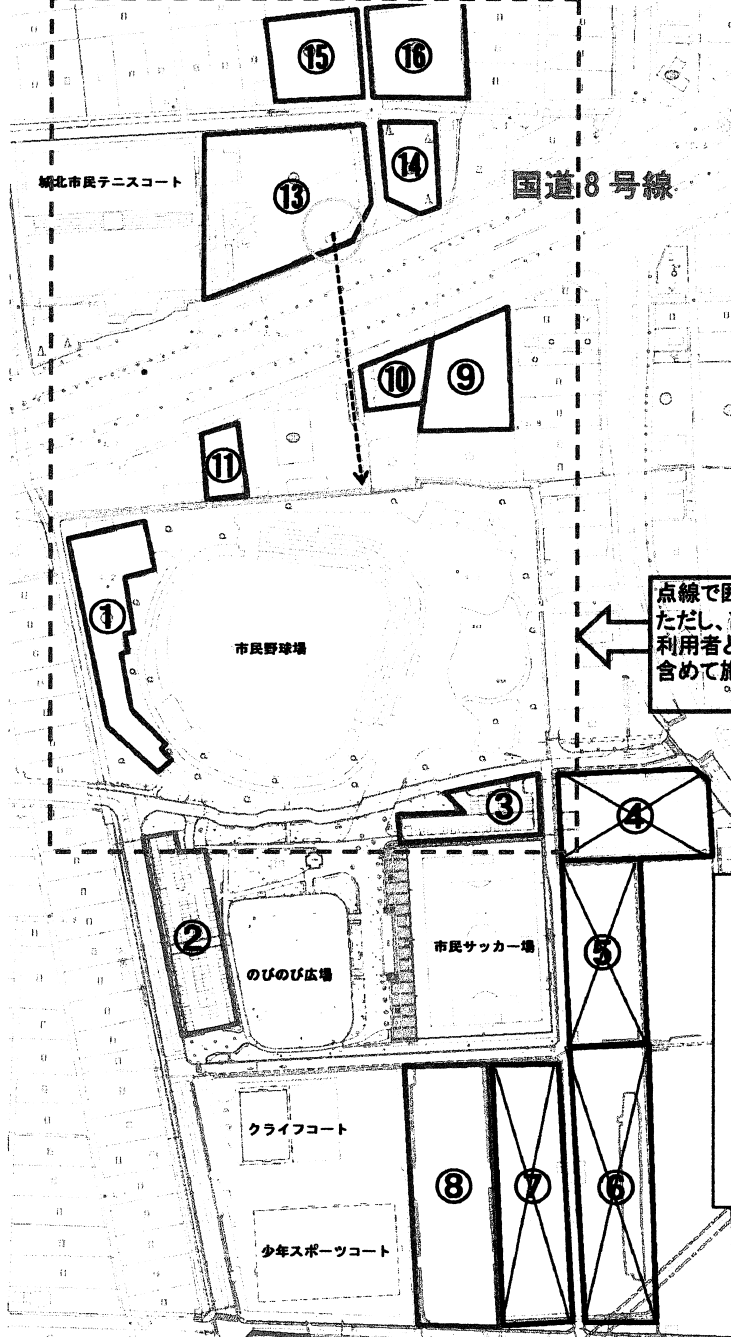 ⑮
⑯
⑭
城北市民テニスコート
⑬
国道8号線
⑩
⑨
⑪
①
市民野球場
点線で
ただし、
利用者と
含めて
③
④
②
⑤
市民サッカー場
のびのび広場
クライフコート
⑧
⑦
⑥
少年スポーツコート